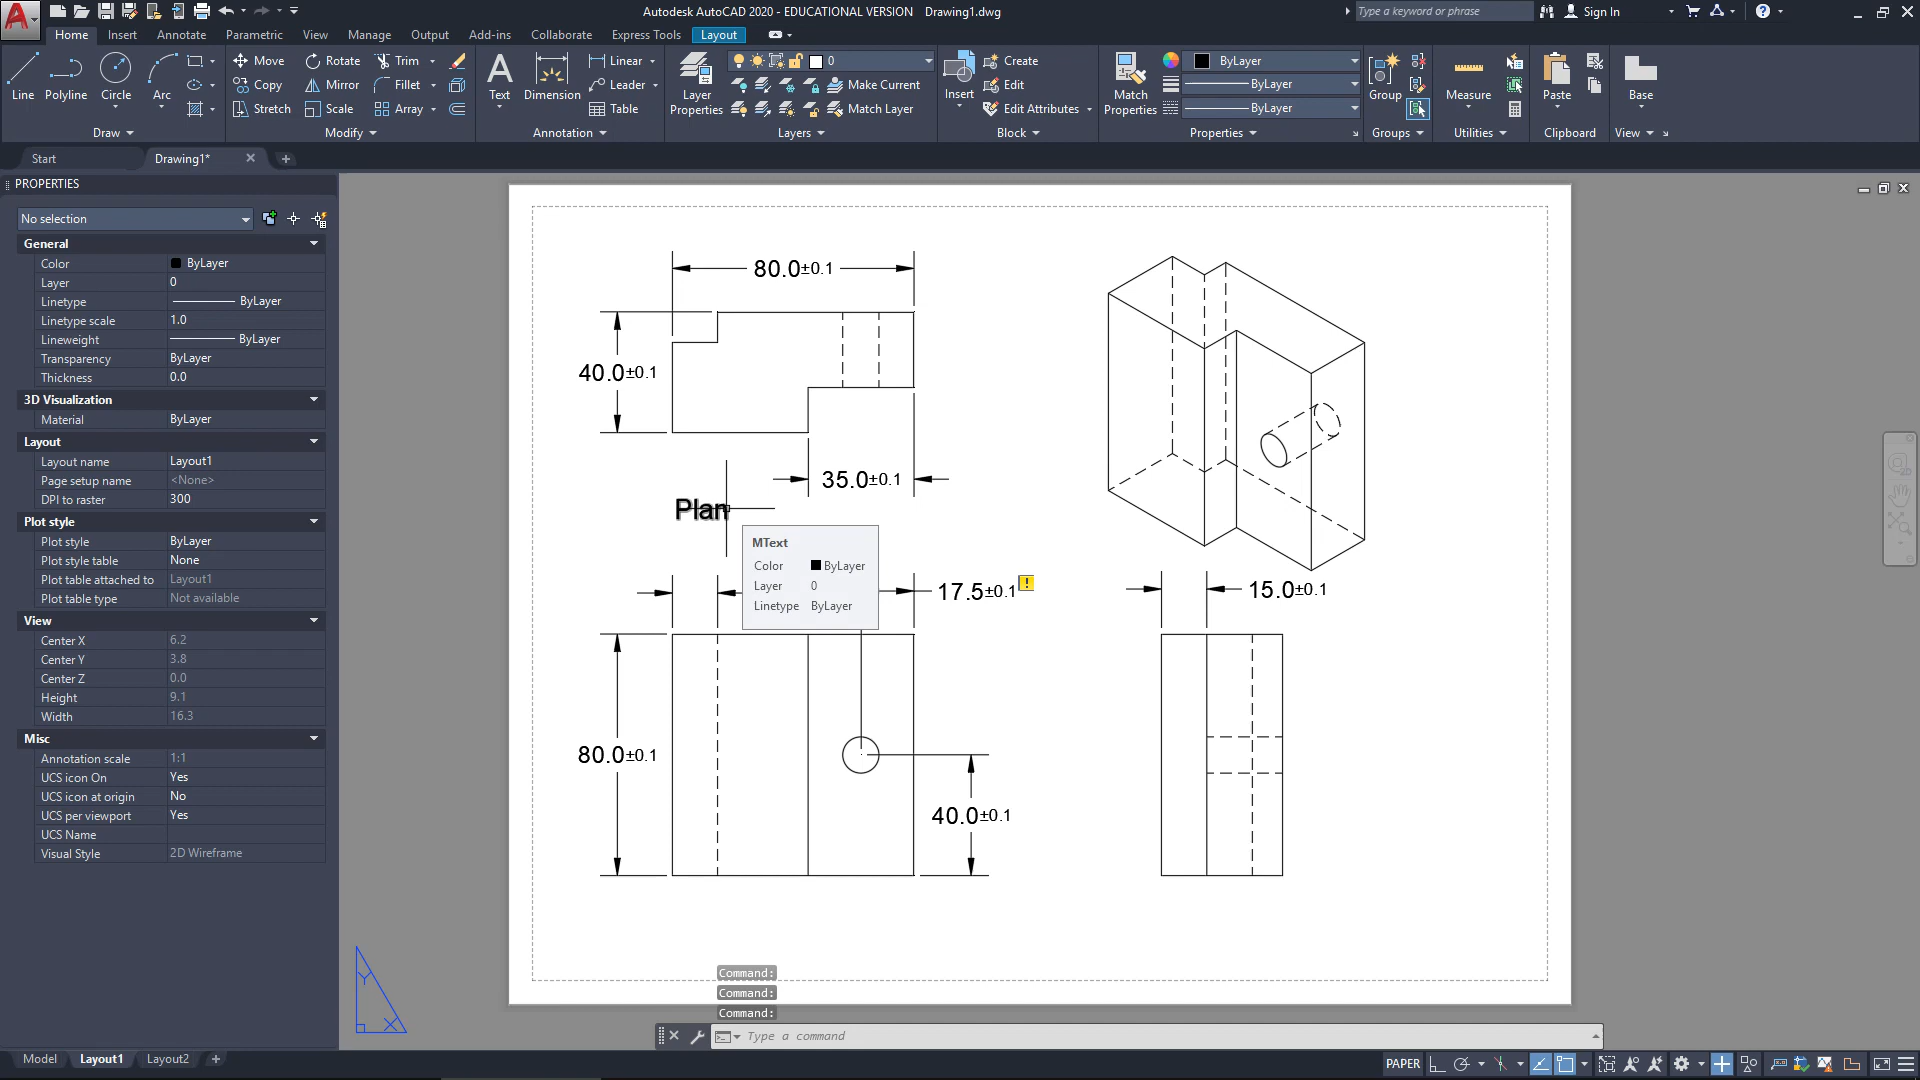 Autodesk AutoCAD 2020 - EDUCATIONAL VERSION Drawing1.dwg
Type a keyword or phrase
Sign In
Home Insert Annotate Parametric View Manage Output Add-ins Collaborate Express Tools Layout
Line
Polyline
Circle
Arc
Draw
Move Rotate Trim
Copy Mirror Fillet
Stretch Scale Array
Modify
Text
Dimension
Linear
Leader
Table
Annotation
Layer Properties
0
Make Current
Match Layer
Layers
Insert
Create
Edit
Edit Attributes
Block
Match Properties
ByLayer
ByLayer
ByLayer
Properties
Group
Groups
Measure
Utilities
Paste
Clipboard
Base
View
Start
Drawing1*
PROPERTIES
No selection
General
Color ByLayer
Layer 0
Linetype ByLayer
Linetype scale 1.0
Lineweight ByLayer
Transparency ByLayer
Thickness 0.0
3D Visualization
Material ByLayer
Layout
Layout name Layout1
Page setup name <None>
DPI to raster 300
Plot style
Plot style ByLayer
Plot style table None
Plot table attached to Layout1
Plot table type Not available
View
Center X 6.2
Center Y 3.8
Center Z 0.0
Height 9.1
Width 16.3
Misc
Annotation scale 1:1
UCS icon On Yes
UCS icon at origin No
UCS per viewport Yes
UCS Name
Visual Style 2D Wireframe
80.0±0.1
40.0±0.1
35.0±0.1
Plan
MText
Color ByLayer
Layer 0
Linetype ByLayer
17.5±0.1
!
15.0±0.1
80.0±0.1
40.0±0.1
Y
X
Command:
Command:
Command:
Type a command
Model Layout1 Layout2
PAPER